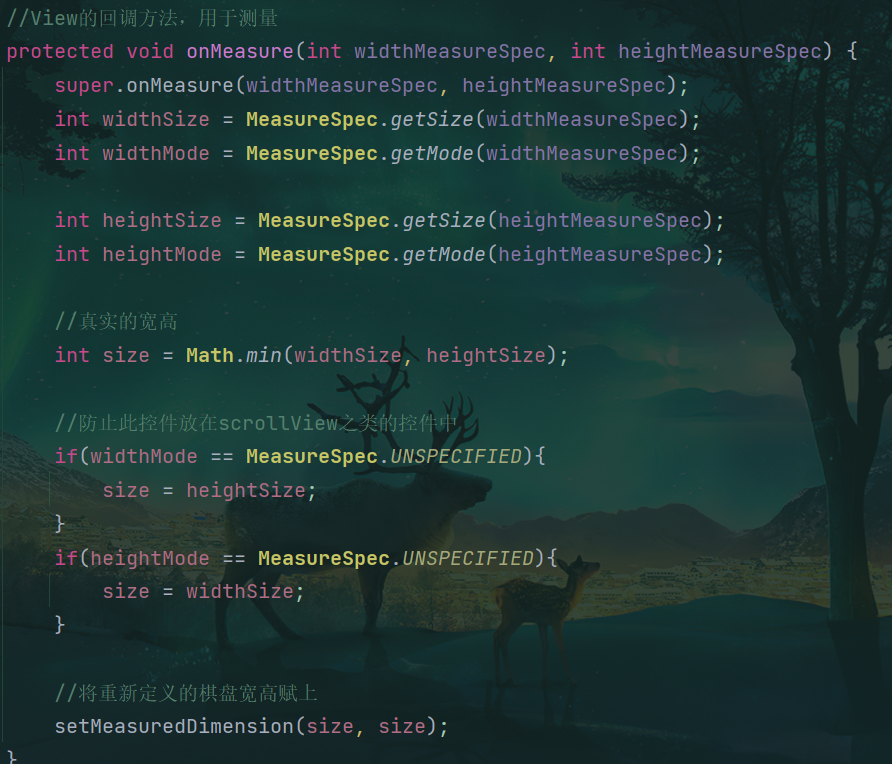 //View的回调方法，用于测量
protected void onMeasure(int widthMeasureSpec, int heightMeasureSpec) {
    super.onMeasure(widthMeasureSpec, heightMeasureSpec);
    int widthSize = MeasureSpec.getSize(widthMeasureSpec);
    int widthMode = MeasureSpec.getMode(widthMeasureSpec);

    int heightSize = MeasureSpec.getSize(heightMeasureSpec);
    int heightMode = MeasureSpec.getMode(heightMeasureSpec);

    //真实的宽高
    int size = Math.min(widthSize, heightSize);

    //防止此控件放在scrollView之类的控件中
    if(widthMode == MeasureSpec.UNSPECIFIED){
        size = heightSize;
    }
    if(heightMode == MeasureSpec.UNSPECIFIED){
        size = widthSize;
    }

    //将重新定义的棋盘宽高赋上
    setMeasuredDimension(size, size);
}